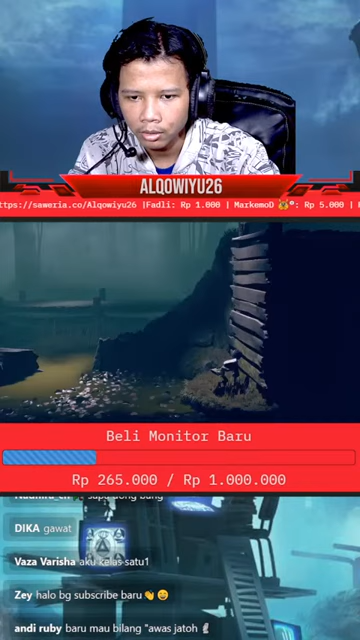 ALQOWIYU26
ttps://saweria.co/Alqowiyu26 |Fadli: Rp 1.000 | MarkemoD 💰®: Rp 5.000 |
Beli Monitor Baru
Rp 265.000 / Rp 1.000.000
dong bang
DIKA gawat
Vaza Varisha aku kelas satu1
Zey halo bg subscribe baru👋😄
andi ruby baru mau bilang "awas jatoh